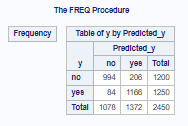 The FREQ Procedure
Frequency
Table of y by Predicted_y
Predicted_y
y no yes Total
no 994 206 1200
yes 84 1166 1250
Total 1078 1372 2450